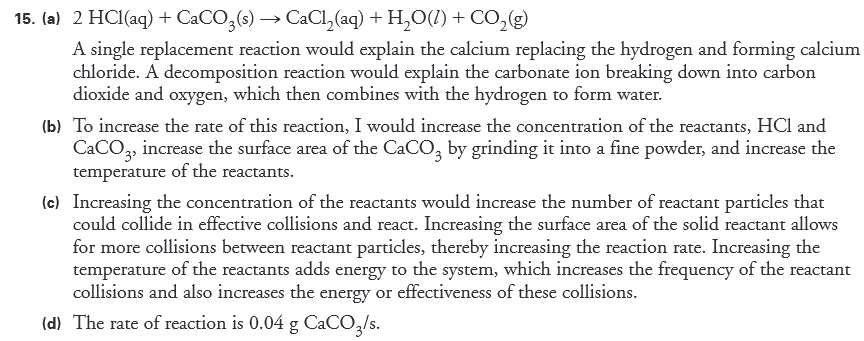 15. (a) 2 HCl(aq) + CaCO₃(s) → CaCl₂(aq) + H₂O(l) + CO₂(g)
A single replacement reaction would explain the calcium replacing the hydrogen and forming calcium
chloride. A decomposition reaction would explain the carbonate ion breaking down into carbon
dioxide and oxygen, which then combines with the hydrogen to form water.
(b) To increase the rate of this reaction, I would increase the concentration of the reactants, HCl and
CaCO₃, increase the surface area of the CaCO₃ by grinding it into a fine powder, and increase the
temperature of the reactants.
(c) Increasing the concentration of the reactants would increase the number of reactant particles that
could collide in effective collisions and react. Increasing the surface area of the solid reactant allows
for more collisions between reactant particles, thereby increasing the reaction rate. Increasing the
temperature of the reactants adds energy to the system, which increases the frequency of the reactant
collisions and also increases the energy or effectiveness of these collisions.
(d) The rate of reaction is 0.04 g CaCO₃/s.